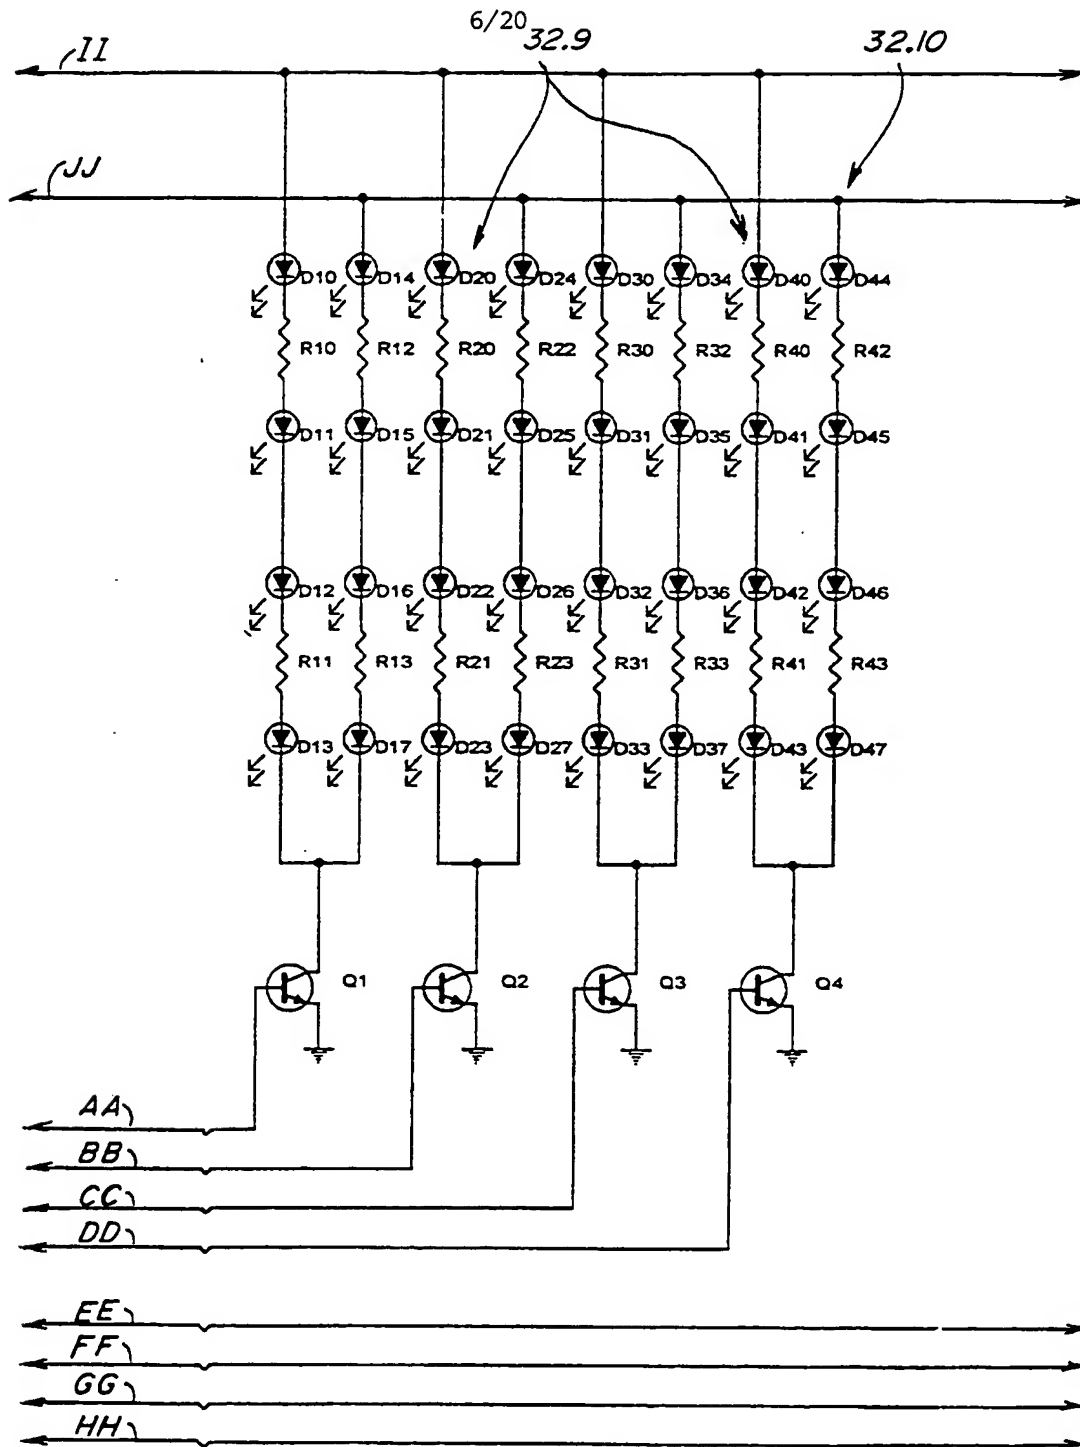 6/20
32.9 32.10
II
JJ
D10 D14 D20 D24 D30 D34 D40 D44
R10 R12 R20 R22 R30 R32 R40 R42
D11 D15 D21 D25 D31 D35 D41 D45
D12 D16 D22 D26 D32 D36 D42 D46
R11 R13 R21 R23 R31 R33 R41 R43
D13 D17 D23 D27 D33 D37 D43 D47
Q1 Q2 Q3 Q4
AA
BB
CC
DD
EE
FF
GG
HH